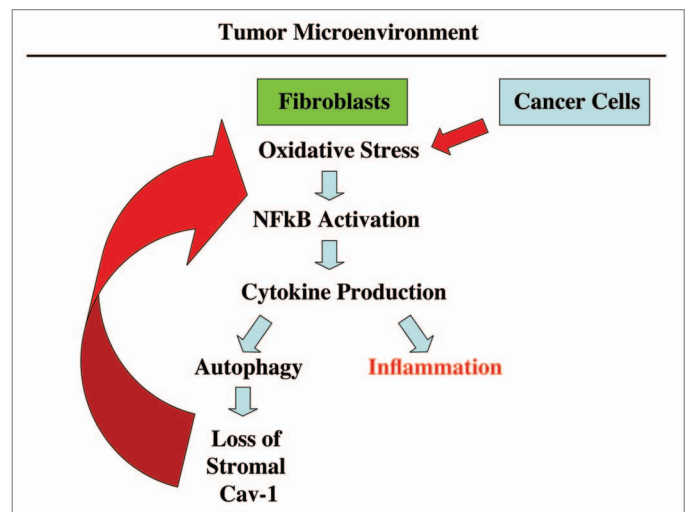 Tumor Microenvironment
Fibroblasts
Cancer Cells
Oxidative Stress
NFkB Activation
Cytokine Production
Autophagy
Inflammation
Loss of
Stromal
Cav-1